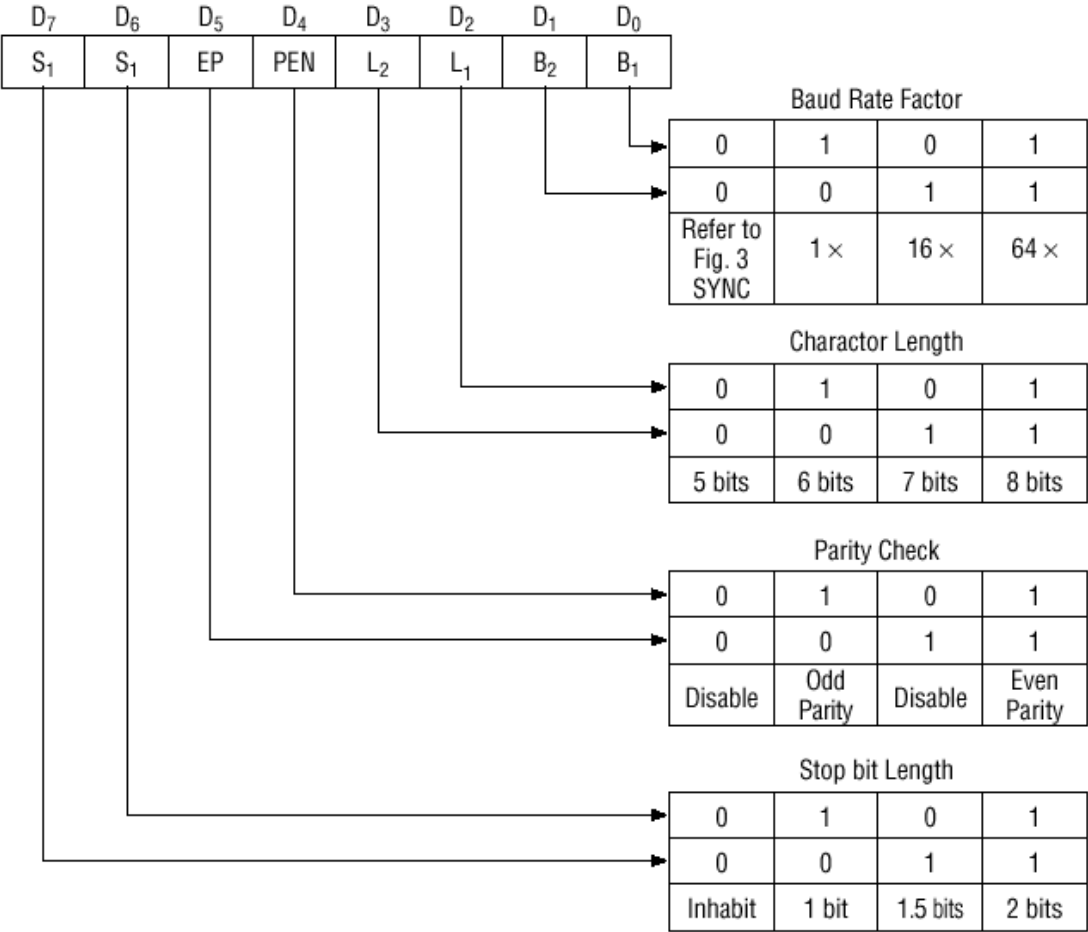 D₇ D₆ D₅ D₄ D₃ D₂ D₁ D₀
S₁ S₁ EP PEN L₂ L₁ B₂ B₁
Baud Rate Factor
0 1 0 1
0 0 1 1
Refer to
Fig. 3
SYNC
1 × 16 × 64 ×
Charactor Length
0 1 0 1
0 0 1 1
5 bits 6 bits 7 bits 8 bits
Parity Check
0 1 0 1
0 0 1 1
Disable
Odd
Parity
Disable
Even
Parity
Stop bit Length
0 1 0 1
0 0 1 1
Inhabit 1 bit 1.5 bits 2 bits